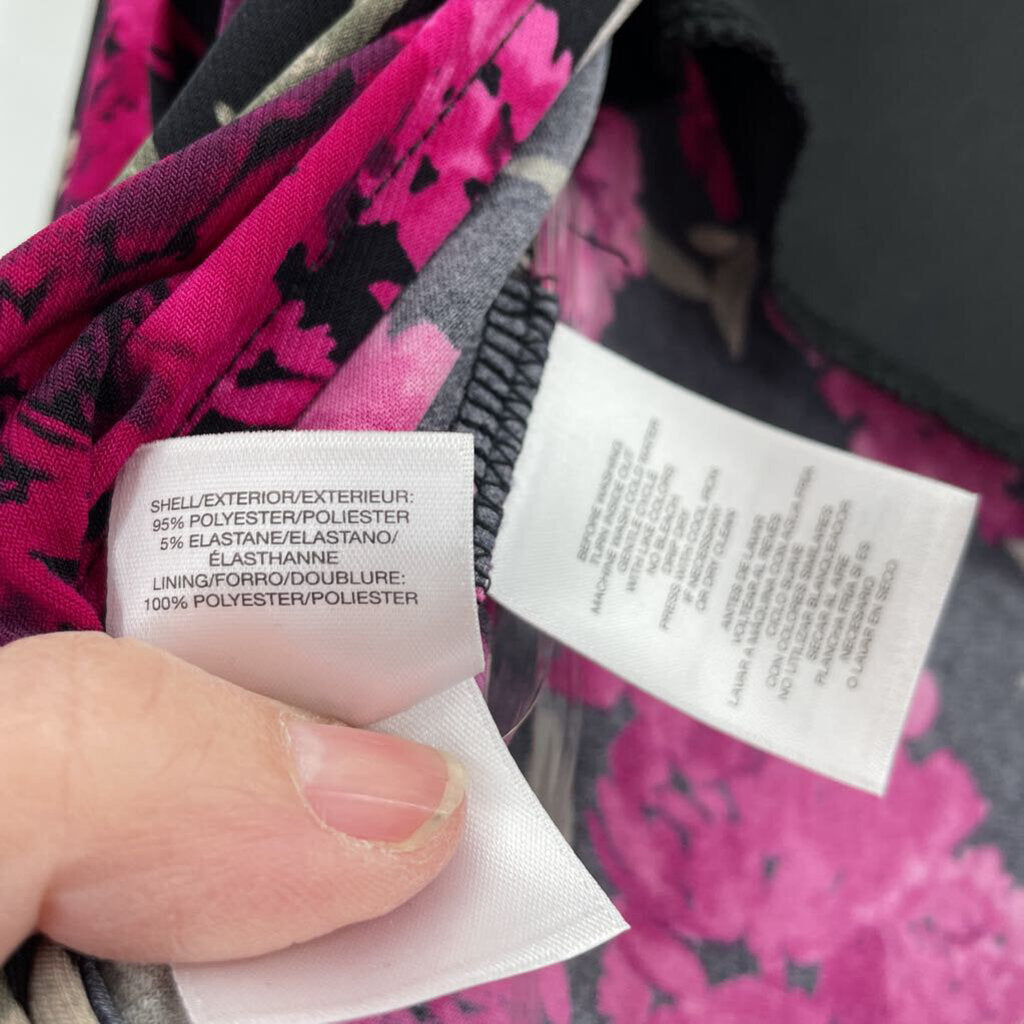 SHELL/EXTERIOR/EXTERIEUR:
95% POLYESTER/POLIESTER
5% ELASTANE/ELASTANO/
ÉLASTHANNE
LINING/FORRO/DOUBLURE:
100% POLYESTER/POLIESTER
BEFORE WASHING
TURN INSIDE OUT
MACHINE WASH COLD WATER
GENTLE CYCLE
WITH LIKE COLORS
NO BLEACH
DRIP DRY
PRESS WITH COOL IRON
IF NECESSARY
OR DRY CLEAN
ANTES DE LAVAR
VOLTEAR AL REVES
LAVAR A MAQUINA CON AGUA FRIA
CICLO SUAVE
CON COLORES SIMILARES
NO UTILIZAR BLANQUEADOR
SECAR AL AIRE
PLANCHA FRIA SI ES
NECESARIO
O LAVAR EN SECO